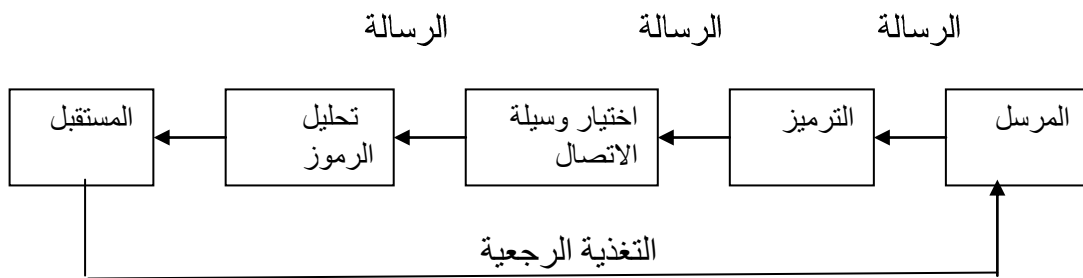 الرسالة الرسالة الرسالة
المرسل
الترميز
اختيار وسيلة
الاتصال
تحليل
الرموز
المستقبل
التغذية الرجعية